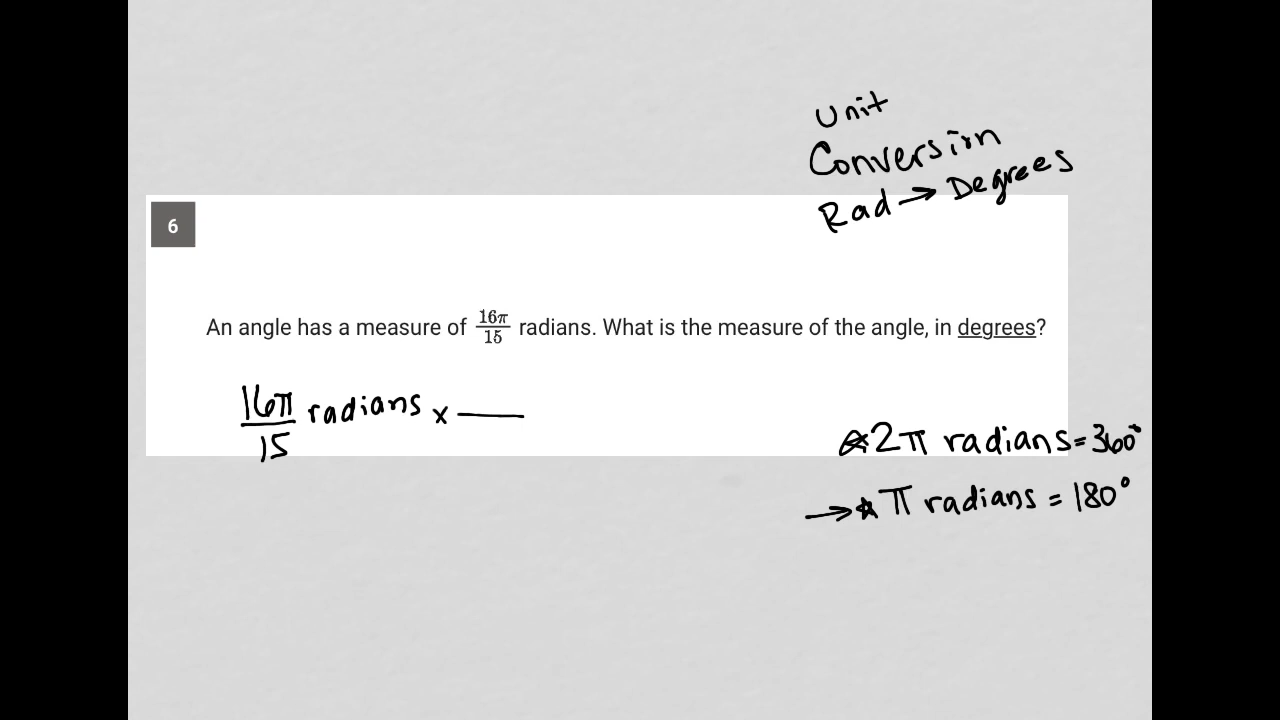 Unit
Conversion
Rad → Degrees
6
An angle has a measure of 16π/15 radians. What is the measure of the angle, in degrees?
16π/15 radians x ___
☆2π radians = 360°
→☆π radians = 180°